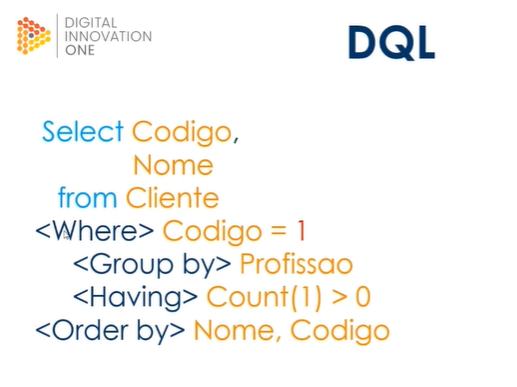 DIGITAL
INNOVATION
ONE
DQL
Select Codigo,
Nome
from Cliente
<Where> Codigo = 1
<Group by> Profissao
<Having> Count(1) > 0
<Order by> Nome, Codigo